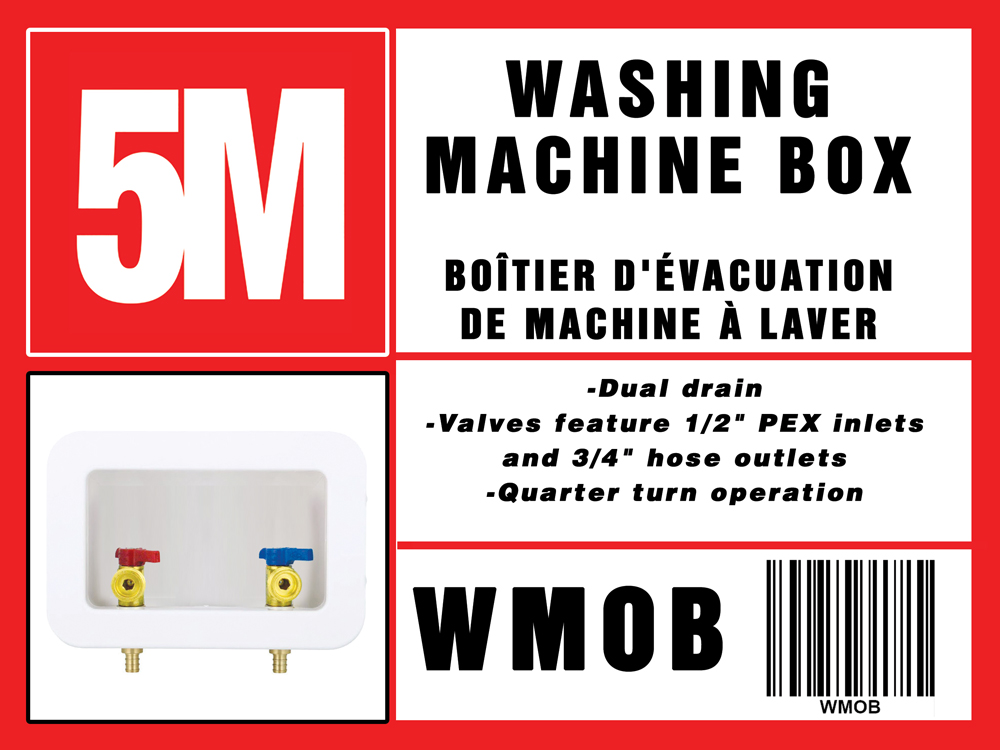 5M
WASHING
MACHINE BOX
BOÎTIER D'ÉVACUATION
DE MACHINE À LAVER
-Dual drain
-Valves feature 1/2" PEX inlets
and 3/4" hose outlets
-Quarter turn operation
WMOB
WMOB